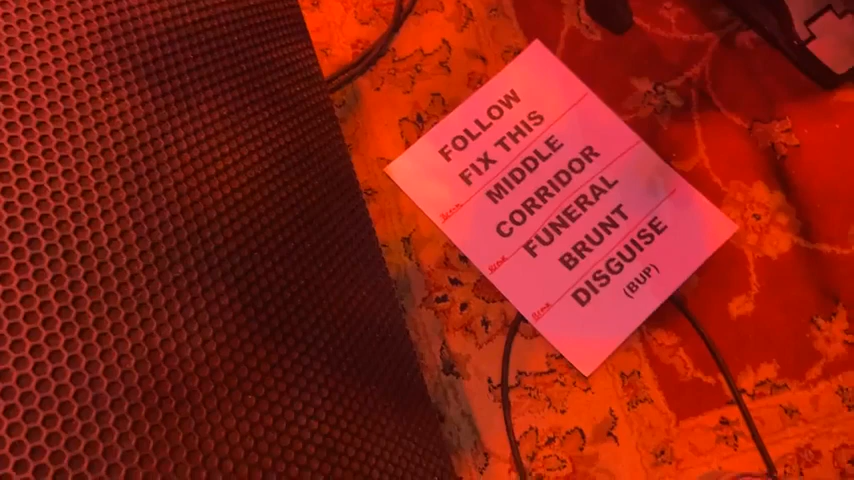 FOLLOW
FIX THIS
MIDDLE
CORRIDOR
FUNERAL
BRUNT
DISGUISE
(BUP)